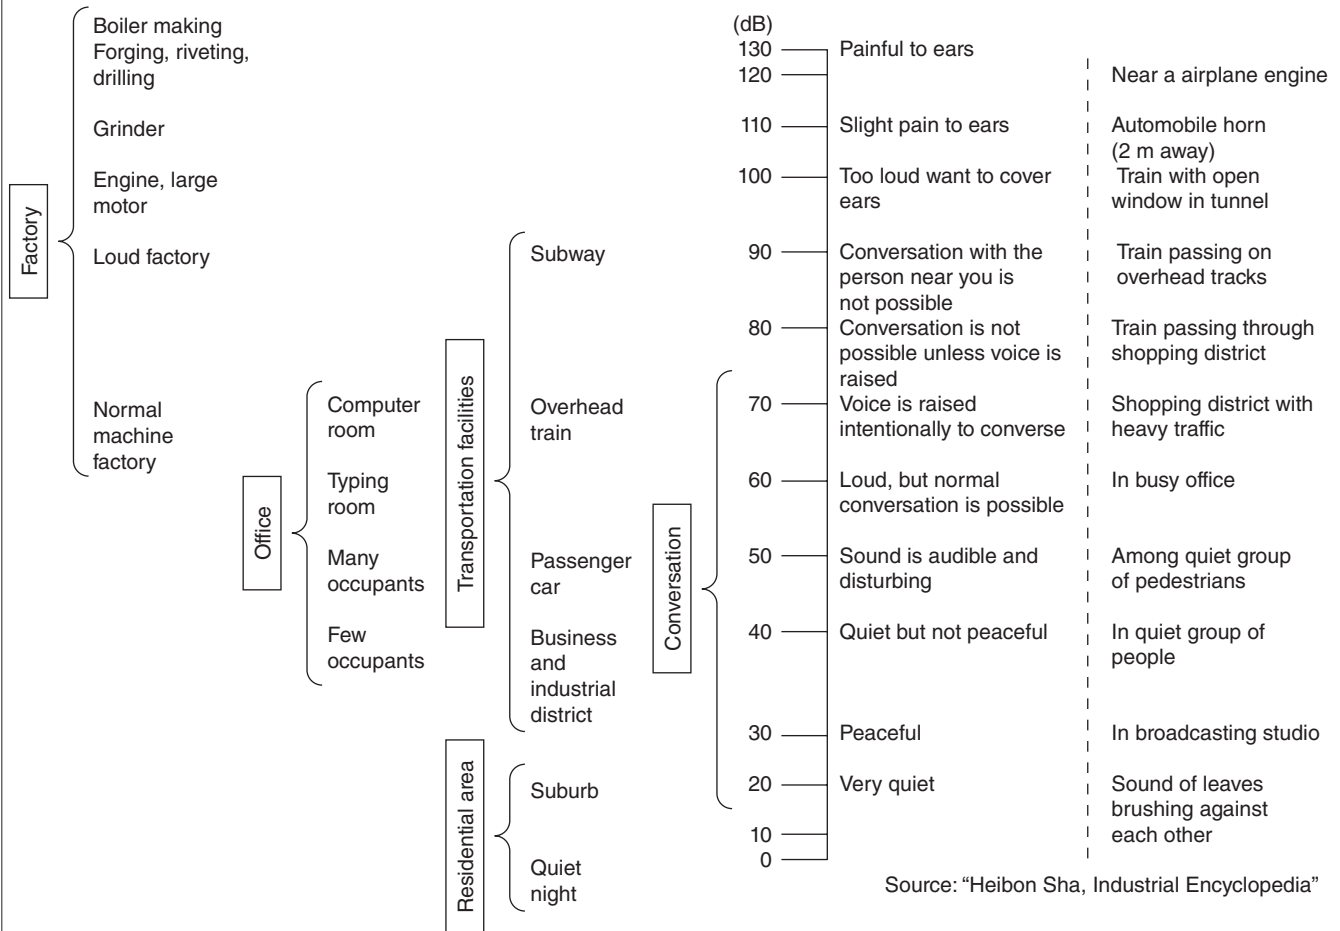 Factory
Boiler making
Forging, riveting,
drilling
Grinder
Engine, large
motor
Loud factory
Normal
machine
factory
Office
Computer
room
Typing
room
Many
occupants
Few
occupants
Transportation facilities
Subway
Overhead
train
Passenger
car
Business
and
industrial
district
Residential area
Suburb
Quiet
night
Conversation
(dB)
130 Painful to ears
120 Near a airplane engine
110 Slight pain to ears Automobile horn
(2 m away)
100 Too loud want to cover Train with open
ears window in tunnel
90 Conversation with the Train passing on
person near you is overhead tracks
not possible
80 Conversation is not Train passing through
possible unless voice is shopping district
raised
70 Voice is raised Shopping district with
intentionally to converse heavy traffic
60 Loud, but normal In busy office
conversation is possible
50 Sound is audible and Among quiet group
disturbing of pedestrians
40 Quiet but not peaceful In quiet group of
people
30 Peaceful In broadcasting studio
20 Very quiet Sound of leaves
brushing against
10 each other
0
Source: “Heibon Sha, Industrial Encyclopedia”